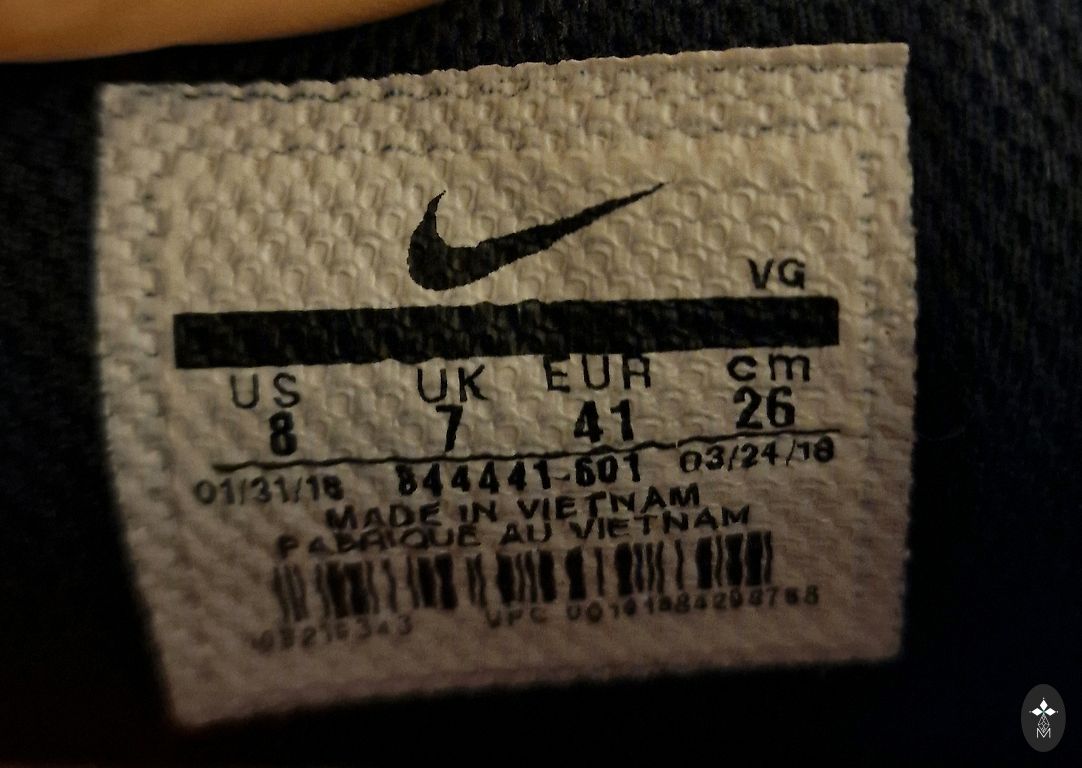 VG
US UK EUR cm
8 7 41 26
01/31/18 844441-601 03/24/18
MADE IN VIETNAM
FABRIQUE AU VIETNAM
UPC
M